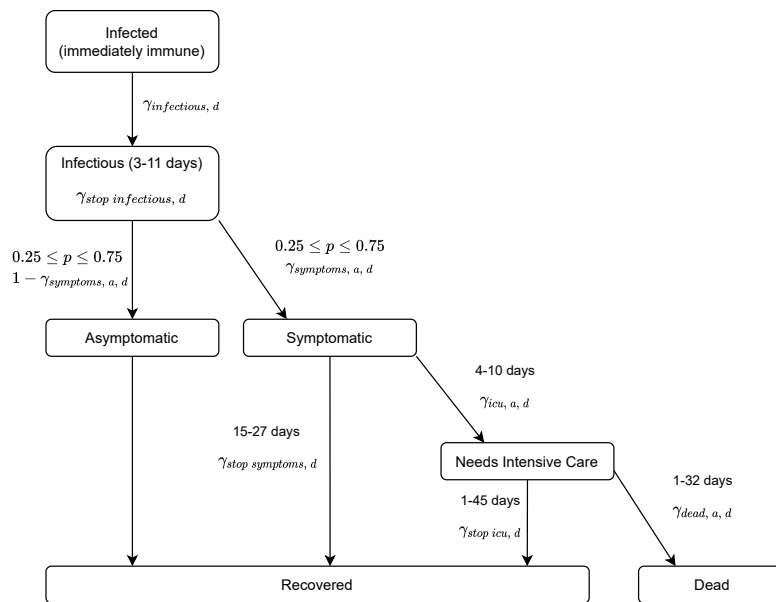 Infected
(immediately immune)
γinfectious, d
Infectious (3-11 days)
γstop infectious, d
0.25 ≤ p ≤ 0.75
1 − γsymptoms, a, d
0.25 ≤ p ≤ 0.75
γsymptoms, a, d
Asymptomatic
Symptomatic
4-10 days
γicu, a, d
15-27 days
γstop symptoms, d
Needs Intensive Care
1-45 days
γstop icu, d
1-32 days
γdead, a, d
Recovered
Dead